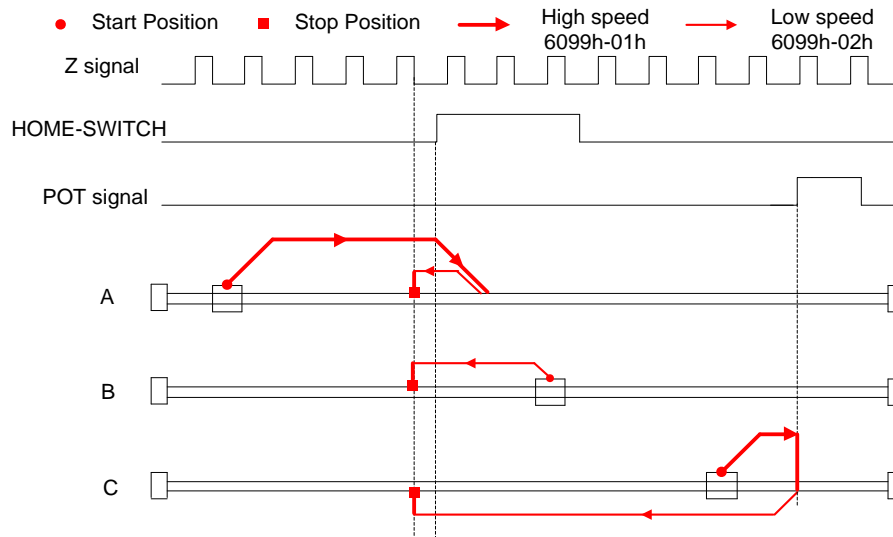 Start Position
Stop Position
High speed
6099h-01h
Low speed
6099h-02h
Z signal
HOME-SWITCH
POT signal
A
B
C